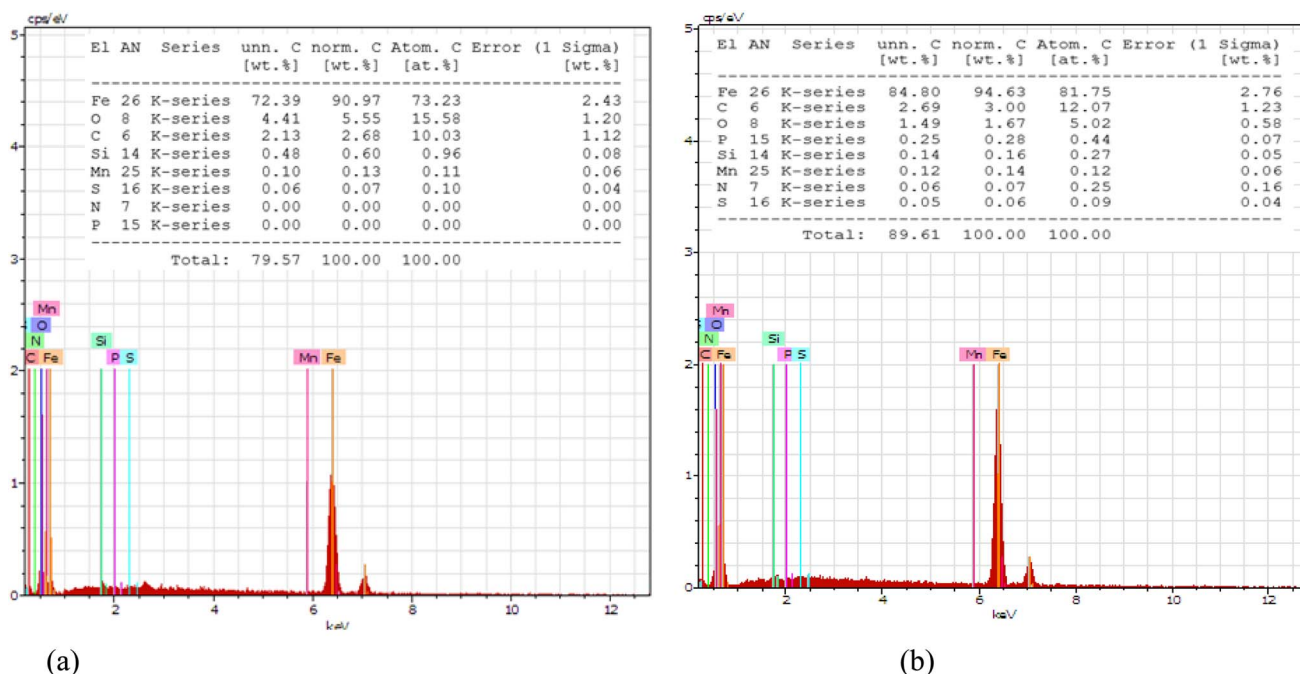 cps/eV
5
El AN Series unn. C norm. C Atom. C Error (1 Sigma)
[wt.%] [wt.%] [at.%] [wt.%]
Fe 26 K-series 72.39 90.97 73.23 2.43
O 8 K-series 4.41 5.55 15.58 1.20
C 6 K-series 2.13 2.68 10.03 1.12
Si 14 K-series 0.48 0.60 0.96 0.08
Mn 25 K-series 0.10 0.13 0.11 0.06
S 16 K-series 0.06 0.07 0.10 0.04
N 7 K-series 0.00 0.00 0.00 0.00
P 15 K-series 0.00 0.00 0.00 0.00
Total: 79.57 100.00 100.00
4
3
Mn
O
N Si
C Fe P S Mn Fe
2
1
0
2 4 6 8 10 12
keV
(a)
cps/eV
5
El AN Series unn. C norm. C Atom. C Error (1 Sigma)
[wt.%] [wt.%] [at.%] [wt.%]
Fe 26 K-series 84.80 94.63 81.75 2.76
C 6 K-series 2.69 3.00 12.07 1.23
O 8 K-series 1.49 1.67 5.02 0.58
P 15 K-series 0.25 0.28 0.44 0.07
Si 14 K-series 0.14 0.16 0.27 0.05
Mn 25 K-series 0.12 0.14 0.12 0.06
N 7 K-series 0.06 0.07 0.25 0.16
S 16 K-series 0.05 0.06 0.09 0.04
Total: 89.61 100.00 100.00
4
3
Mn
O
N Si
C Fe P S Mn Fe
2
1
0
2 4 6 8 10 12
keV
(b)